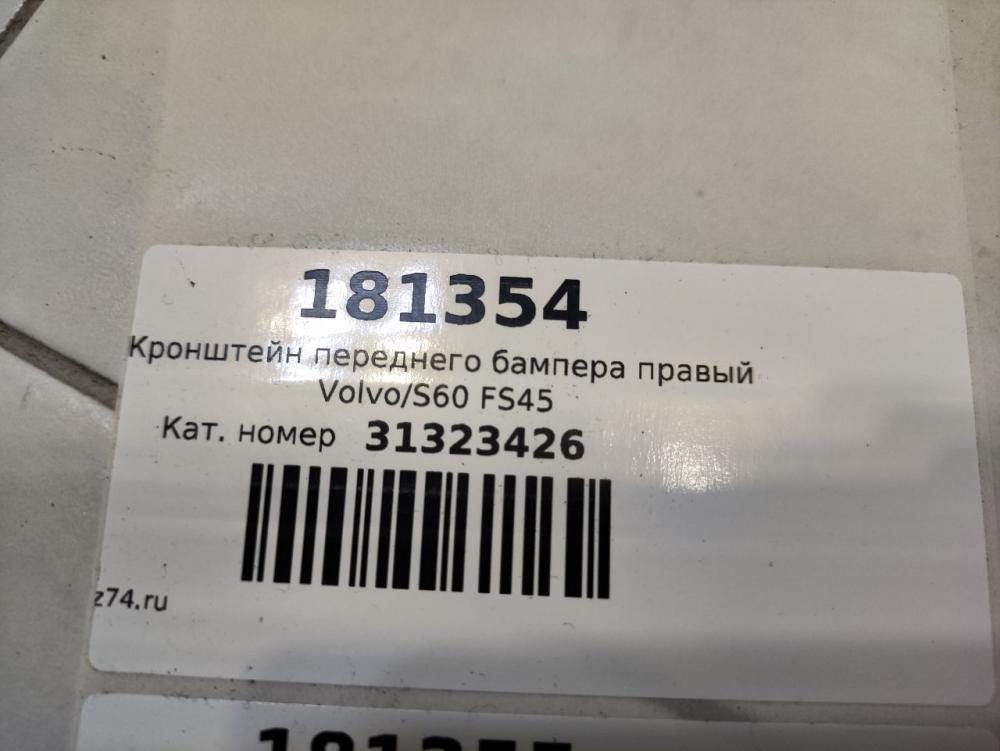 181354
Кронштейн переднего бампера правый
Volvo/S60 FS45
Кат. номер 31323426
z74.ru